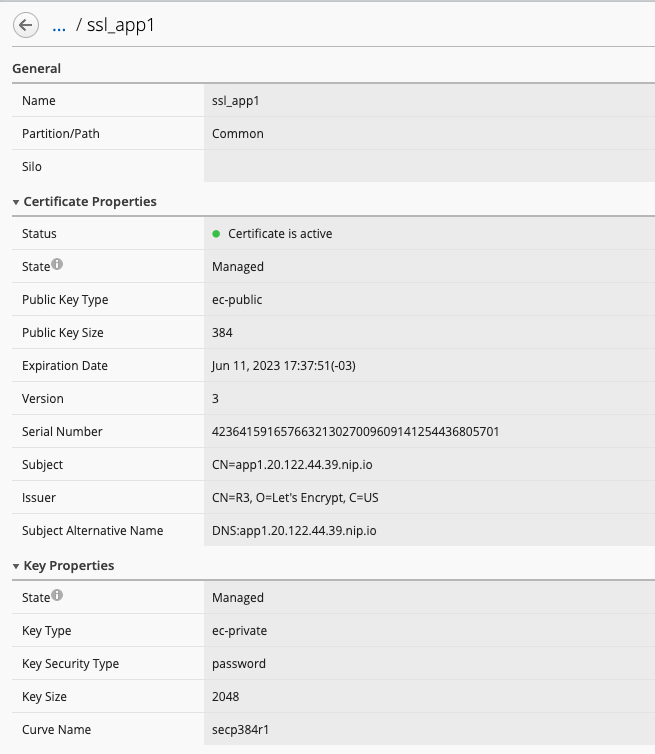 ... / ssl_app1
General
Name ssl_app1
Partition/Path Common
Silo
Certificate Properties
Status Certificate is active
State Managed
Public Key Type ec-public
Public Key Size 384
Expiration Date Jun 11, 2023 17:37:51(-03)
Version 3
Serial Number 423641591657663213027009609141254436805701
Subject CN=app1.20.122.44.39.nip.io
Issuer CN=R3, O=Let's Encrypt, C=US
Subject Alternative Name DNS:app1.20.122.44.39.nip.io
Key Properties
State Managed
Key Type ec-private
Key Security Type password
Key Size 2048
Curve Name secp384r1